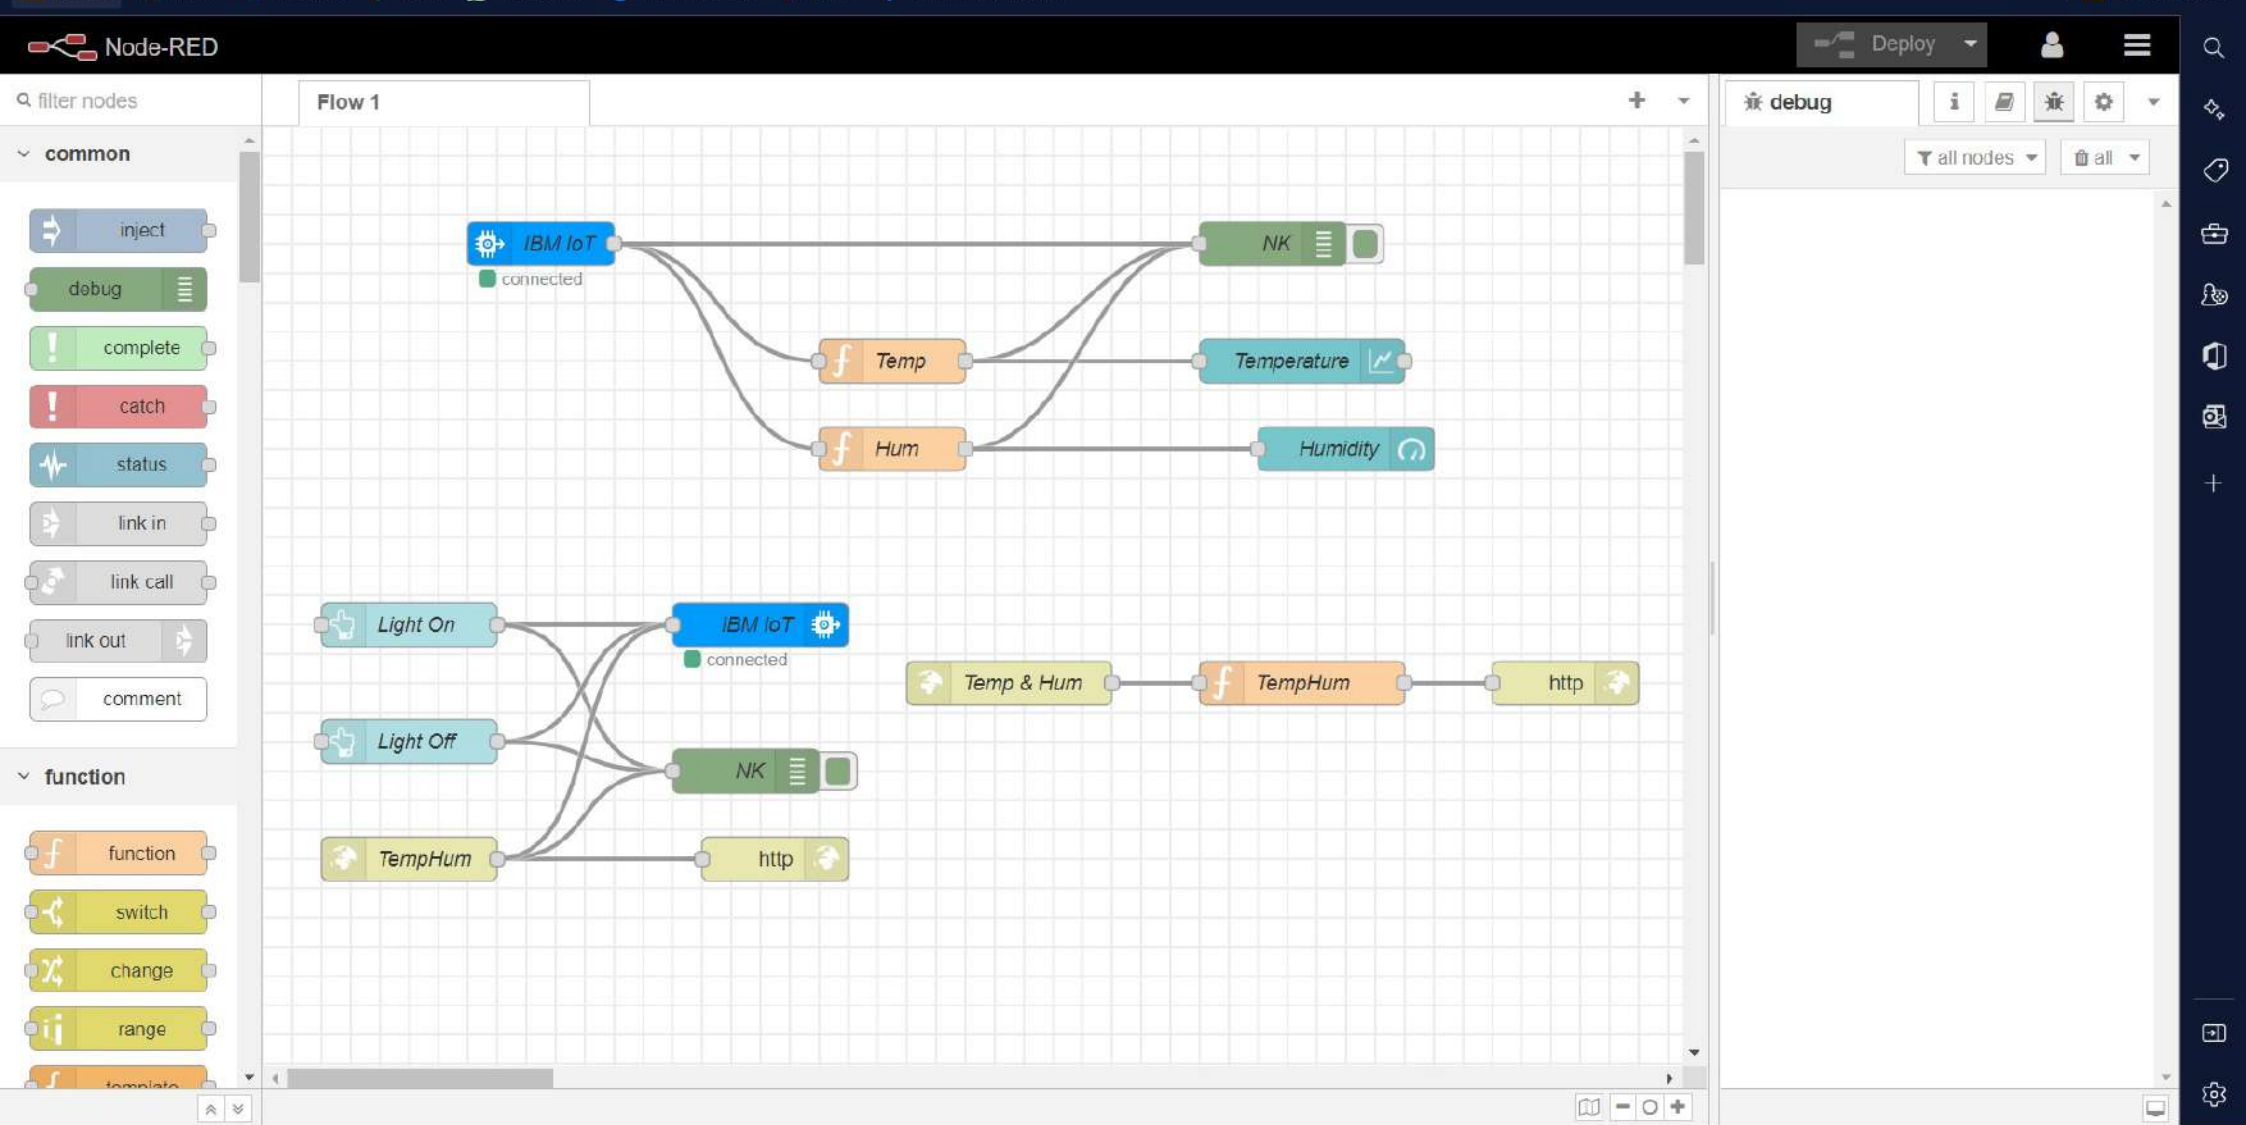 Node-RED
Deploy
filter nodes
Flow 1
debug
all nodes
all
common
inject
debug
complete
catch
status
link in
link call
link out
comment
function
function
switch
change
range
template
IBM IoT
connected
NK
Temp
Temperature
Hum
Humidity
Light On
IBM IoT
connected
Temp & Hum
TempHum
http
Light Off
NK
TempHum
http